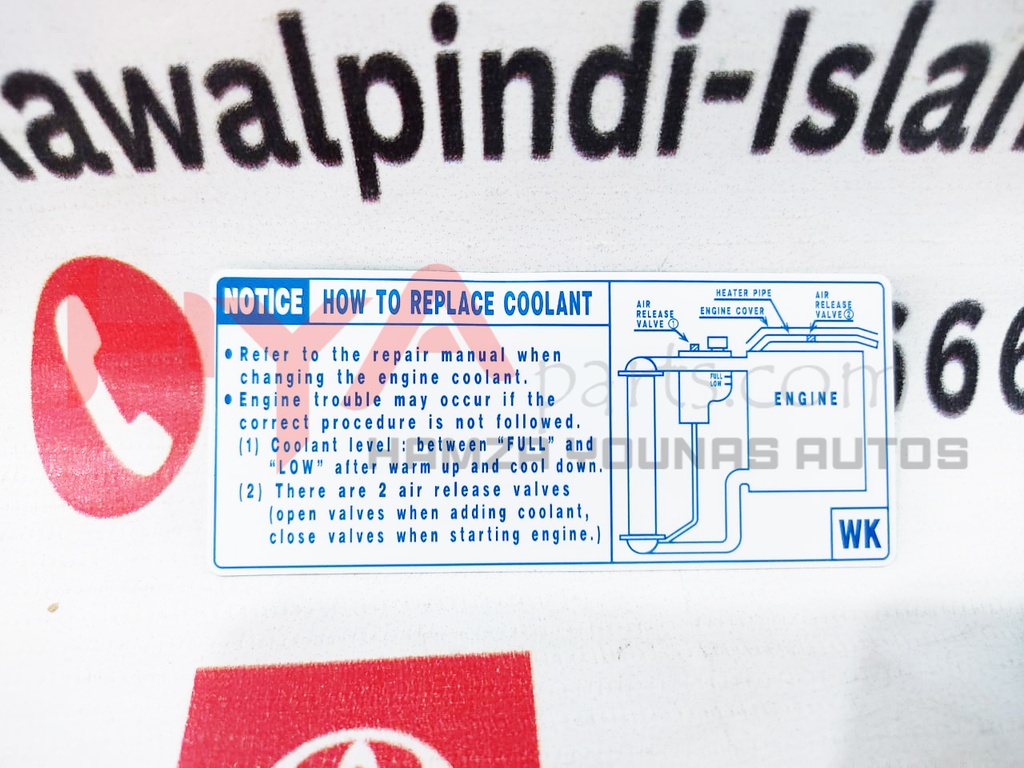 awalpindi-Isla
NOTICE HOW TO REPLACE COOLANT
• Refer to the repair manual when
changing the engine coolant.
• Engine trouble may occur if the
correct procedure is not followed.
(1) Coolant level : between “FULL” and
“LOW” after warm up and cool down.
(2) There are 2 air release valves
(open valves when adding coolant,
close valves when starting engine.)
AIR
RELEASE
VALVE ①
HEATER PIPE
ENGINE COVER
AIR
RELEASE
VALVE ②
FULL
LOW
ENGINE
WK
666
HYA parts.com
HAMZA YOUNAS AUTOS